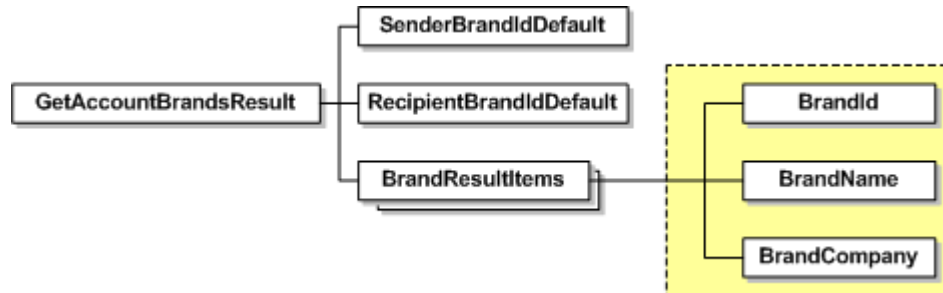 SenderBrandIdDefault
GetAccountBrandsResult
RecipientBrandIdDefault
BrandId
BrandResultItems
BrandName
BrandCompany